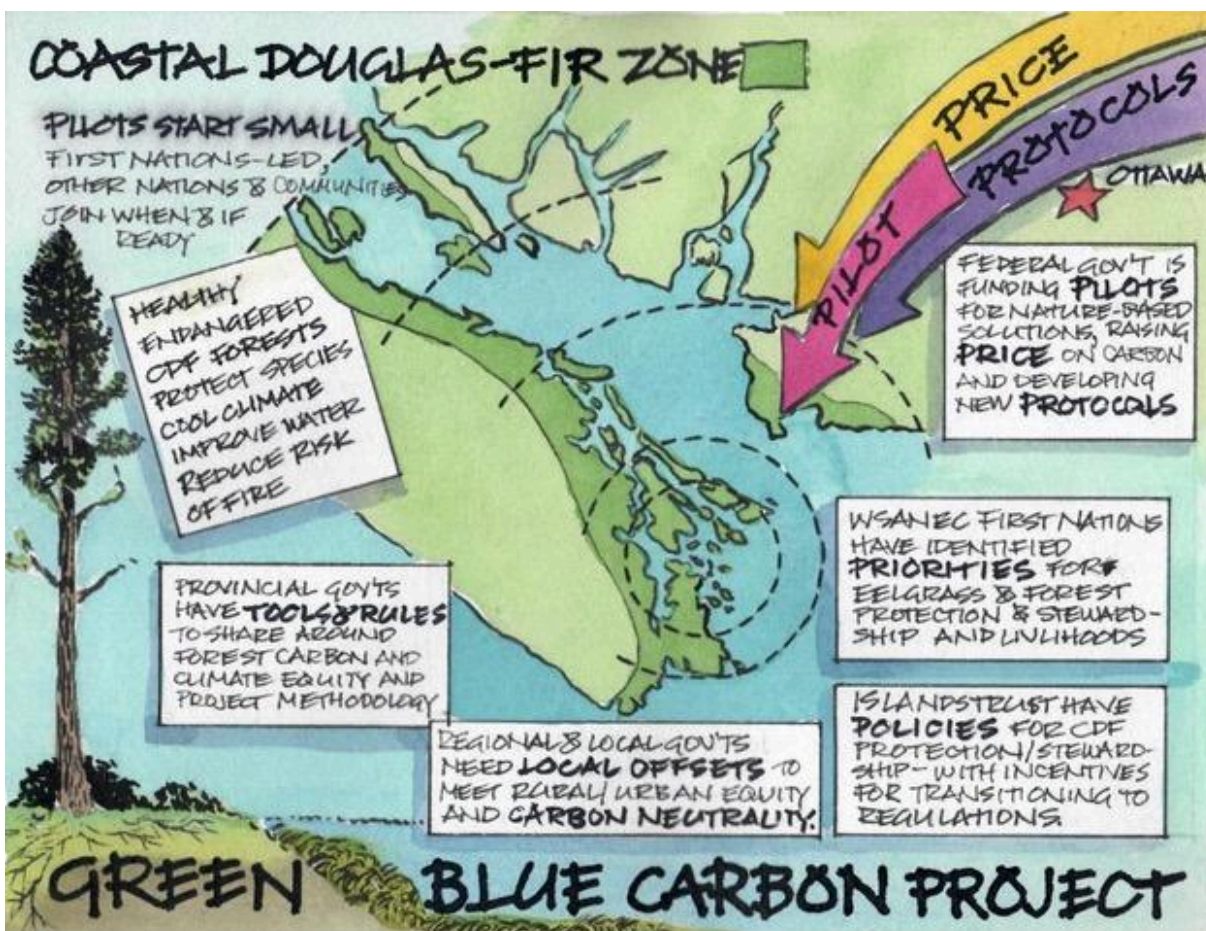 COASTAL DOUGLAS-FIR ZONE
PILOTS START SMALL
FIRST NATIONS-LED,
OTHER NATIONS & COMMUNITIES
JOIN WHEN & IF
READY
PRICE
PROTOCOLS
PILOT
OTTAWA
HEALTHY
ENDANGERED
CDF FORESTS
PROTECT SPECIES
COOL CLIMATE
IMPROVE WATER
REDUCE RISK
OF FIRE
FEDERAL GOV'T IS
FUNDING PILOTS
FOR NATURE-BASED
SOLUTIONS, RAISING
PRICE ON CARBON
AND DEVELOPING
NEW PROTOCOLS
WSANEC FIRST NATIONS
HAVE IDENTIFIED
PRIORITIES FOR
EELGRASS & FOREST
PROTECTION & STEWARD-
SHIP AND LIVLIHOODS
PROVINCIAL GOV'TS
HAVE TOOLS & RULES
TO SHARE AROUND
FOREST CARBON AND
CLIMATE EQUITY AND
PROJECT METHODOLOGY
REGIONAL & LOCAL GOV'TS
NEED LOCAL OFFSETS TO
MEET RURAL/URBAN EQUITY
AND CARBON NEUTRALITY.
ISLANDSTRUST HAVE
POLICIES FOR CDF
PROTECTION/STEWARD-
SHIP - WITH INCENTIVES
FOR TRANSITIONING TO
REGULATIONS.
GREEN BLUE CARBON PROJECT